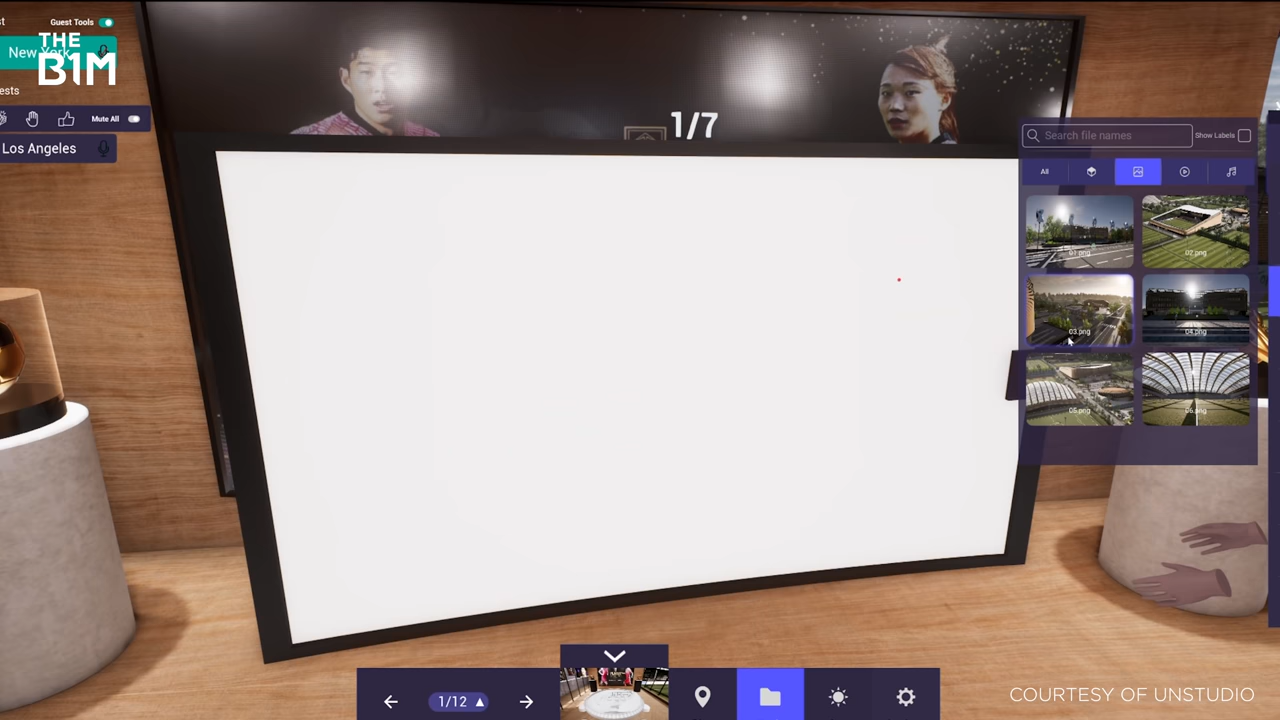 Guest Tools
New York
THE
B1M
ests
Mute All
Los Angeles
1/7
Search file names
Show Labels
All
01.png
02.png
03.png
04.png
05.png
06.png
1/12
COURTESY OF UNSTUDIO